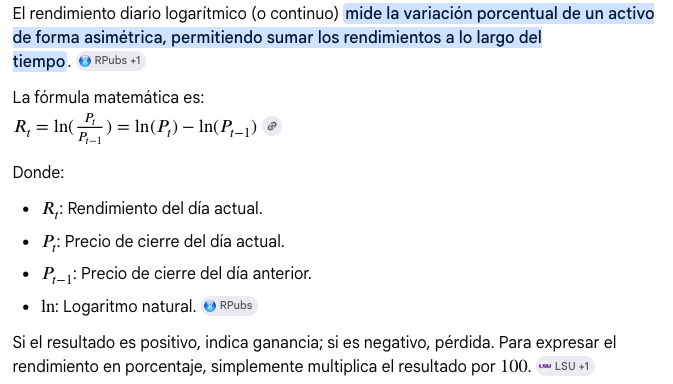 El rendimiento diario logarítmico (o continuo) mide la variación porcentual de un activo
de forma asimétrica, permitiendo sumar los rendimientos a lo largo del
tiempo. RPubs +1
La fórmula matemática es:
R_t = ln(P_t/P_{t−1}) = ln(P_t) − ln(P_{t−1})
Donde:
• R_t: Rendimiento del día actual.
• P_t: Precio de cierre del día actual.
• P_{t−1}: Precio de cierre del día anterior.
• ln: Logaritmo natural. RPubs
Si el resultado es positivo, indica ganancia; si es negativo, pérdida. Para expresar el
rendimiento en porcentaje, simplemente multiplica el resultado por 100. LSU LSU +1